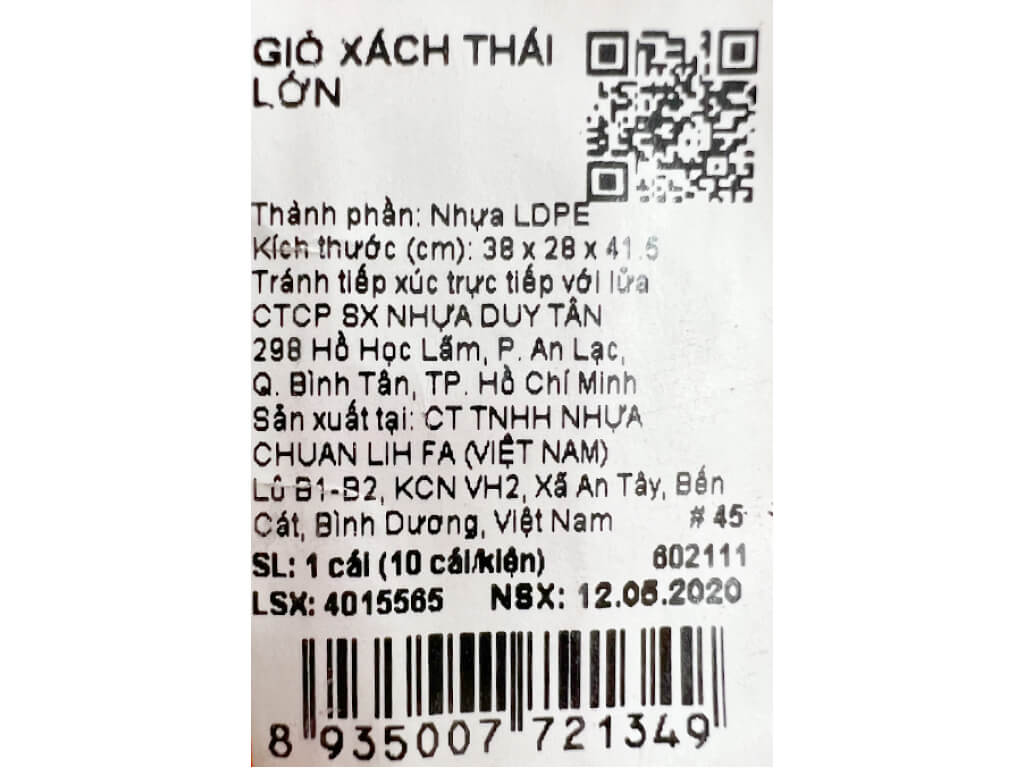 GIỎ XÁCH THÁI
LỚN
Thành phần: Nhựa LDPE
Kích thước (cm): 38 x 28 x 41.5
Tránh tiếp xúc trực tiếp với lửa
CTCP SX NHỰA DUY TÂN
298 Hồ Học Lãm, P. An Lạc,
Q. Bình Tân, TP. Hồ Chí Minh
Sản xuất tại: CT TNHH NHỰA
CHUAN LIH FA (VIỆT NAM)
Lô B1-B2, KCN VH2, Xã An Tây, Bến
Cát, Bình Dương, Việt Nam # 45
SL: 1 cái (10 cái/kiện) 602111
LSX: 4015565 NSX: 12.05.2020
8 935007 721349